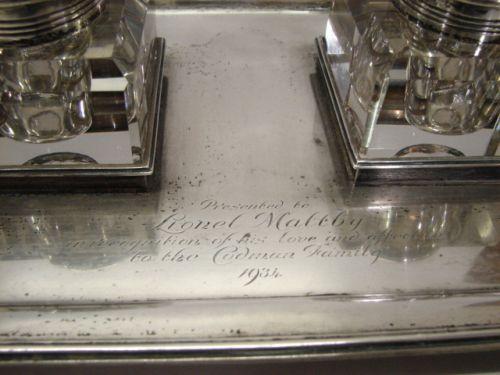 Presented to
Lionel Maltby
in recognition of his love and
to the Codman Family
1934